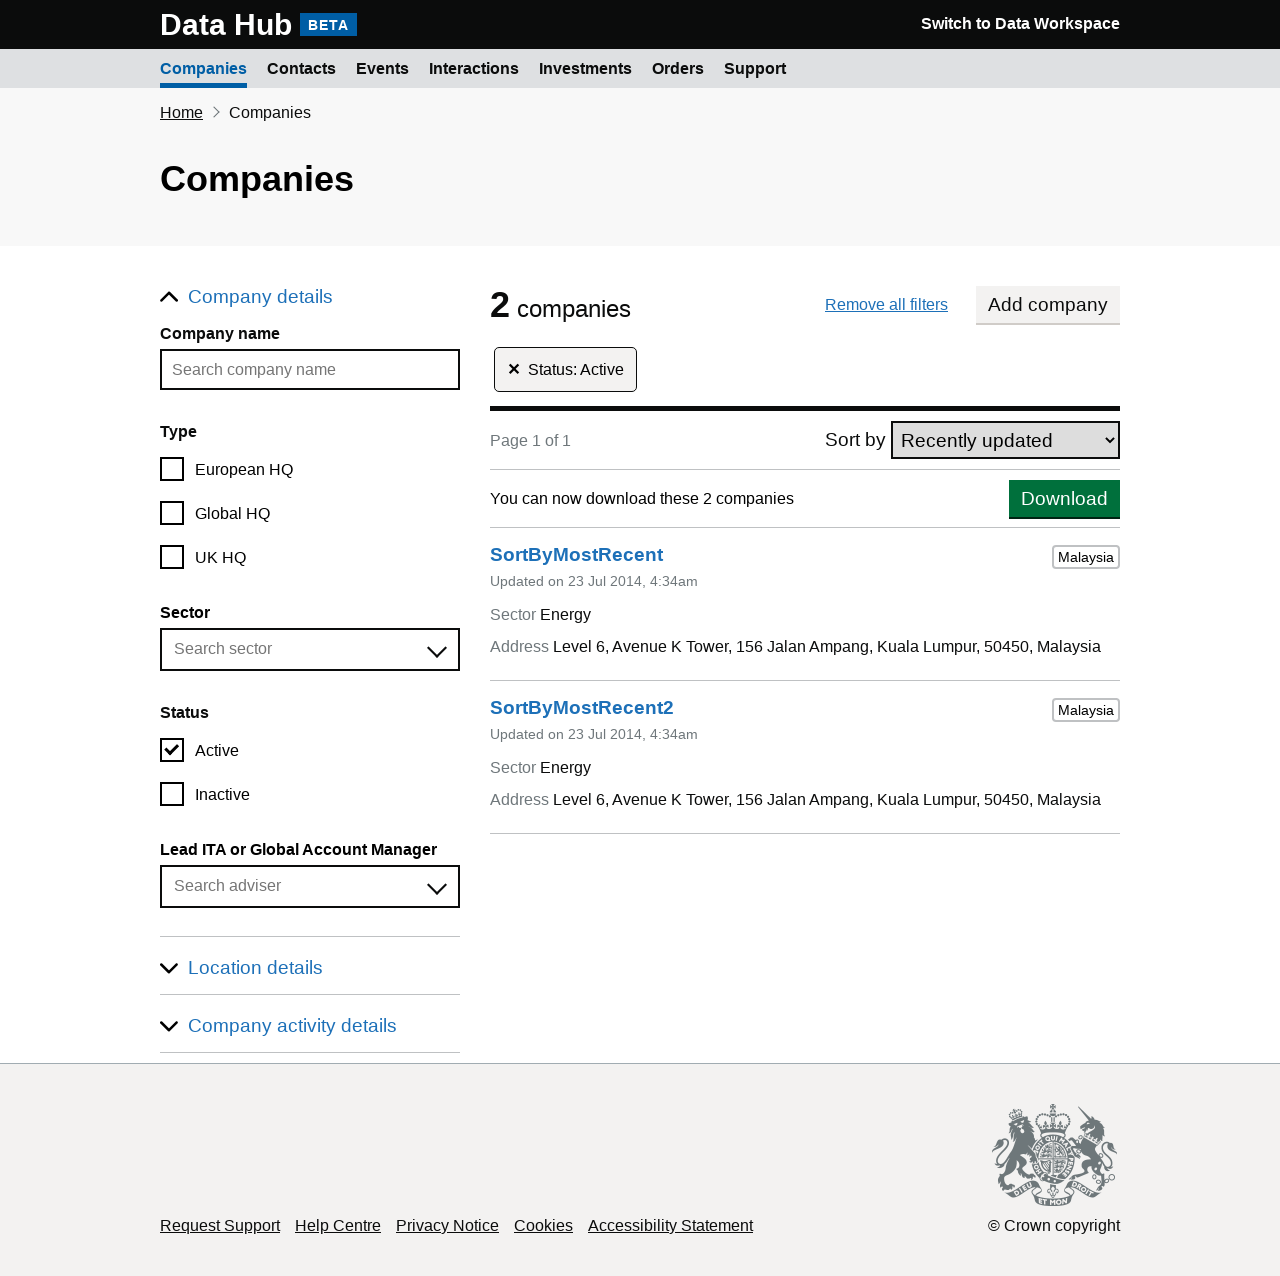 Data Hub BETA
Switch to Data Workspace
Companies Contacts Events Interactions Investments Orders Support
Home Companies
Companies
Company details
Company name
Search company name
Type
European HQ
Global HQ
UK HQ
Sector
Search sector
Status
Active
Inactive
Lead ITA or Global Account Manager
Search adviser
Location details
Company activity details
2 companies
Remove all filters
Add company
✕ Status: Active
Page 1 of 1
Sort by Recently updated
You can now download these 2 companies
Download
SortByMostRecent
Malaysia
Updated on 23 Jul 2014, 4:34am
Sector Energy
Address Level 6, Avenue K Tower, 156 Jalan Ampang, Kuala Lumpur, 50450, Malaysia
SortByMostRecent2
Malaysia
Updated on 23 Jul 2014, 4:34am
Sector Energy
Address Level 6, Avenue K Tower, 156 Jalan Ampang, Kuala Lumpur, 50450, Malaysia
DIEU ET MON DROIT
Request Support Help Centre Privacy Notice Cookies Accessibility Statement
© Crown copyright